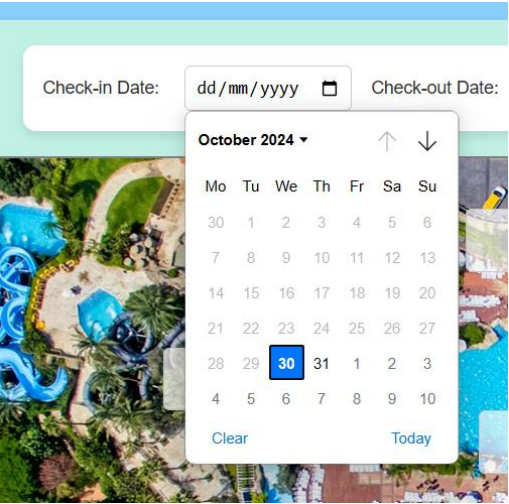 Check-in Date: dd/mm/yyyy Check-out Date:
October 2024
Mo Tu We Th Fr Sa Su
30 1 2 3 4 5 6
7 8 9 10 11 12 13
14 15 16 17 18 19 20
21 22 23 24 25 26 27
28 29 30 31 1 2 3
4 5 6 7 8 9 10
Clear Today